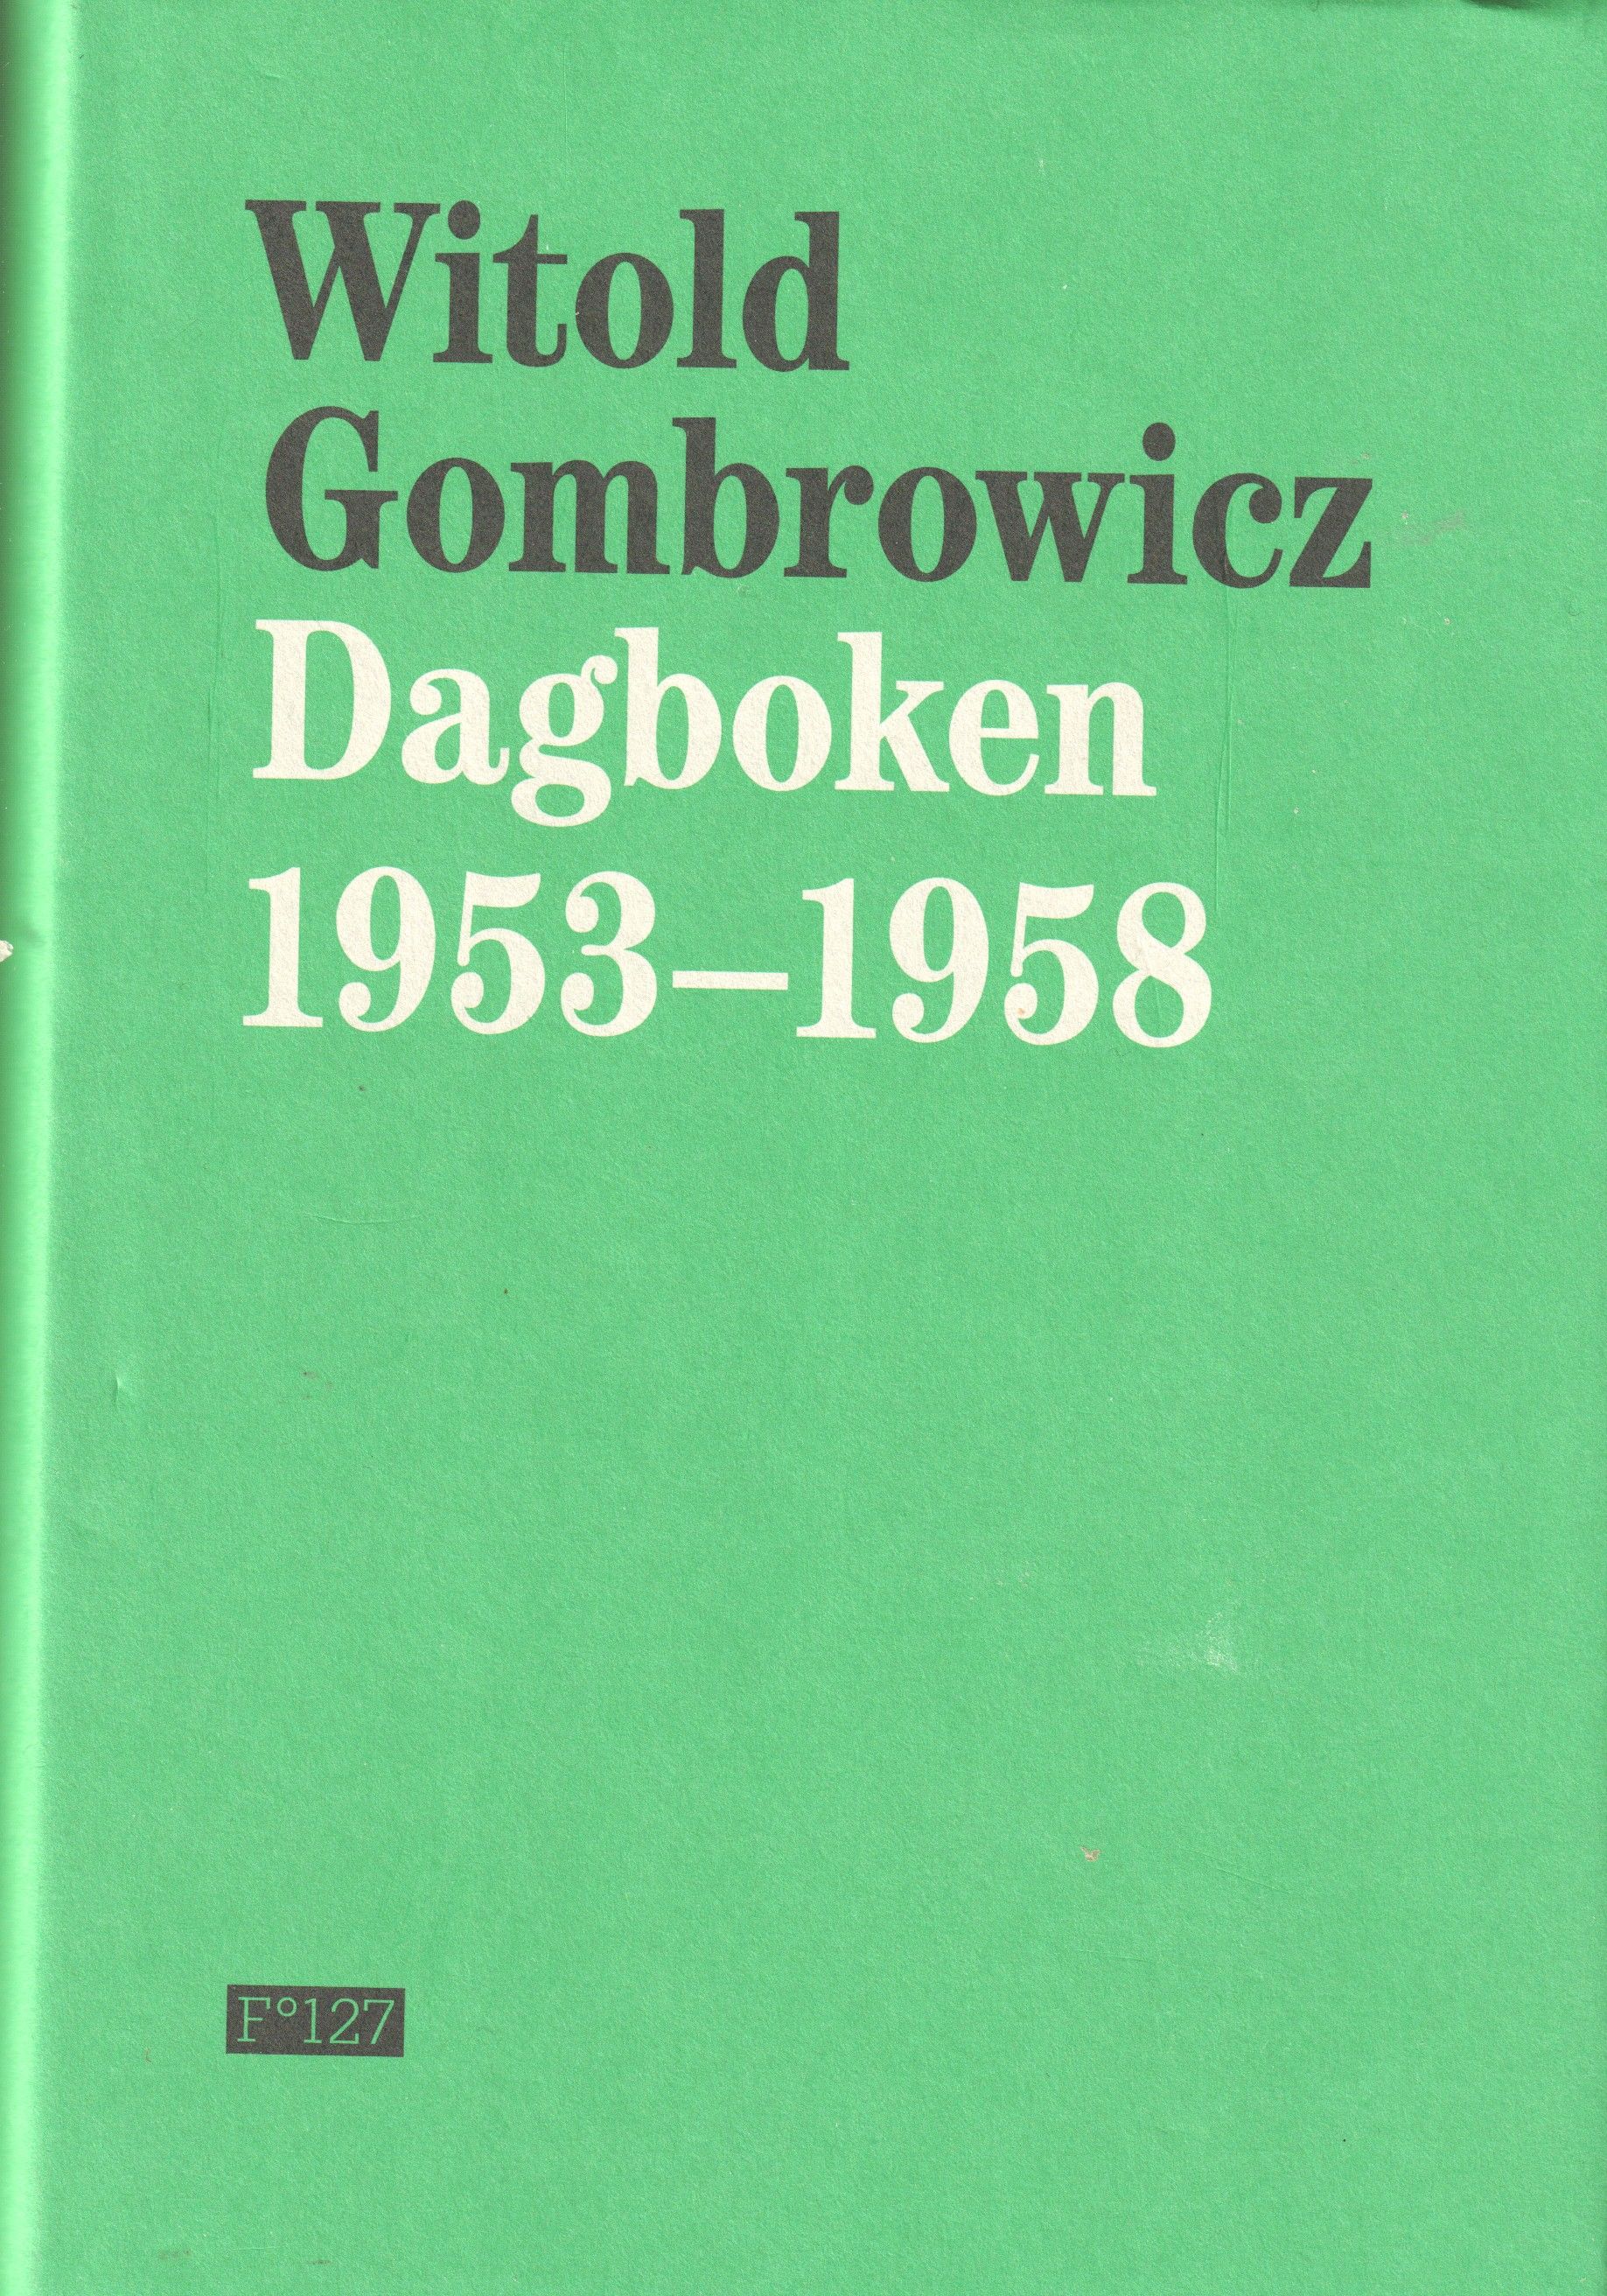 Witold
Gombrowicz
Dagboken
1953–1958
F°127